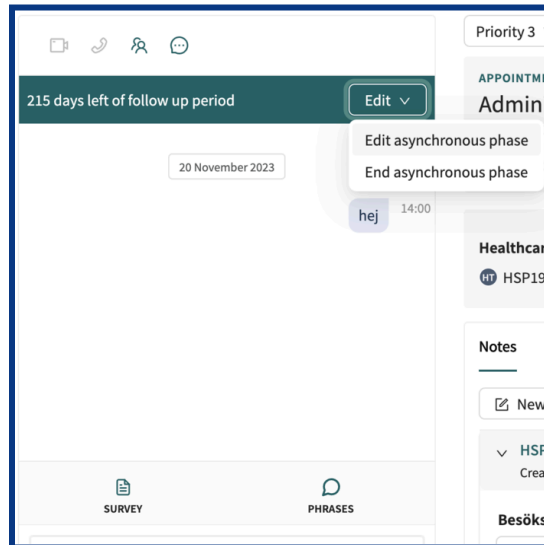 215 days left of follow up period
Edit
Edit asynchronous phase
End asynchronous phase
20 November 2023
hej
14:00
SURVEY
PHRASES
Priority 3
APPOINTM
Admin
Healthcar
HT HSP19
Notes
New
HSP
Crea
Besöks